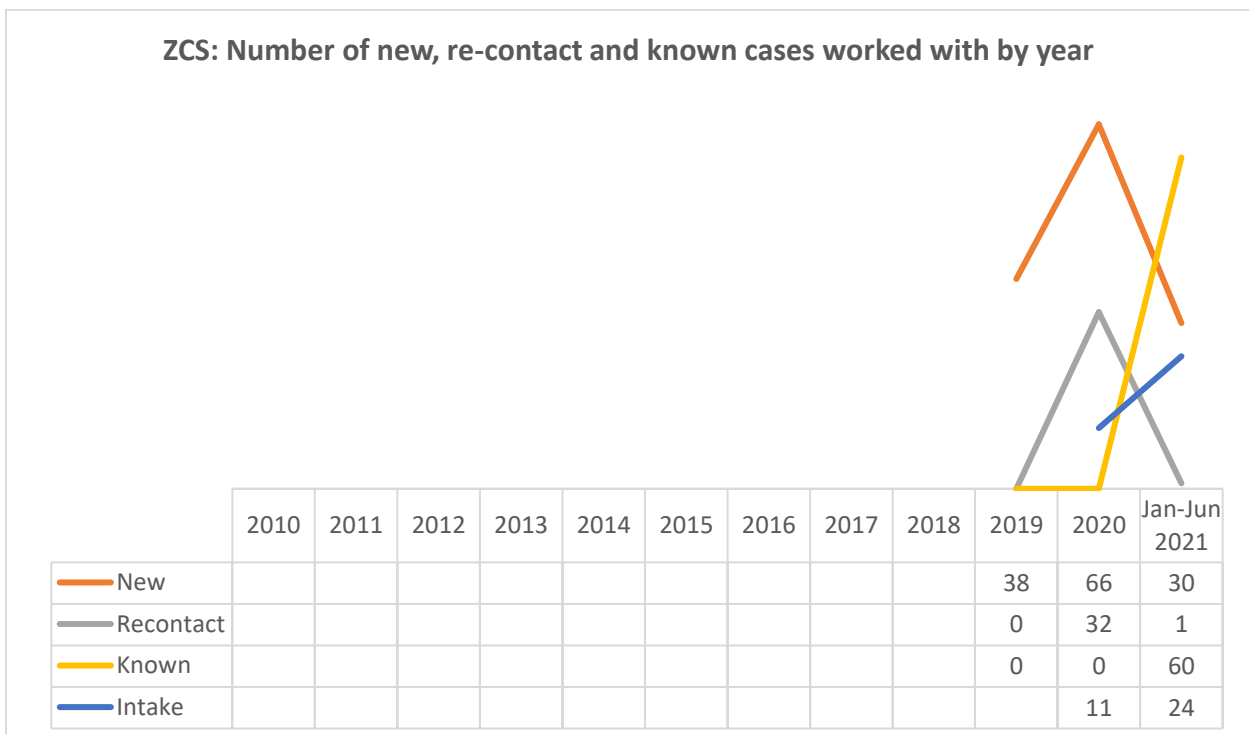 ZCS: Number of new, re-contact and known cases worked with by year
2010 2011 2012 2013 2014 2015 2016 2017 2018 2019 2020 Jan-Jun
2021
New 38 66 30
Recontact 0 32 1
Known 0 0 60
Intake 11 24